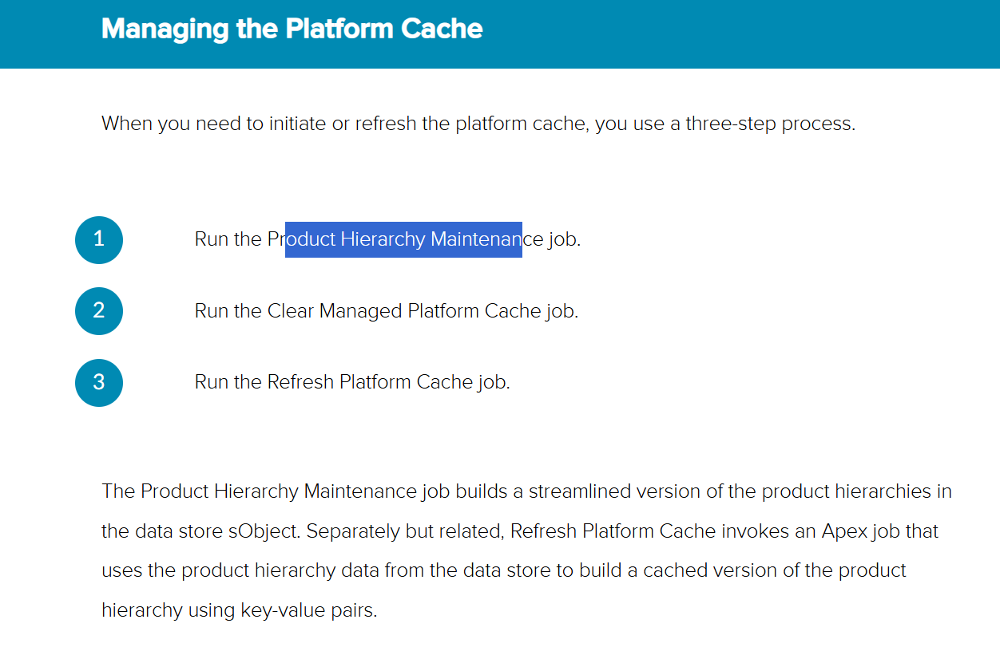 Managing the Platform Cache
When you need to initiate or refresh the platform cache, you use a three-step process.
1 Run the Product Hierarchy Maintenance job.
2 Run the Clear Managed Platform Cache job.
3 Run the Refresh Platform Cache job.
The Product Hierarchy Maintenance job builds a streamlined version of the product hierarchies in
the data store sObject. Separately but related, Refresh Platform Cache invokes an Apex job that
uses the product hierarchy data from the data store to build a cached version of the product
hierarchy using key-value pairs.